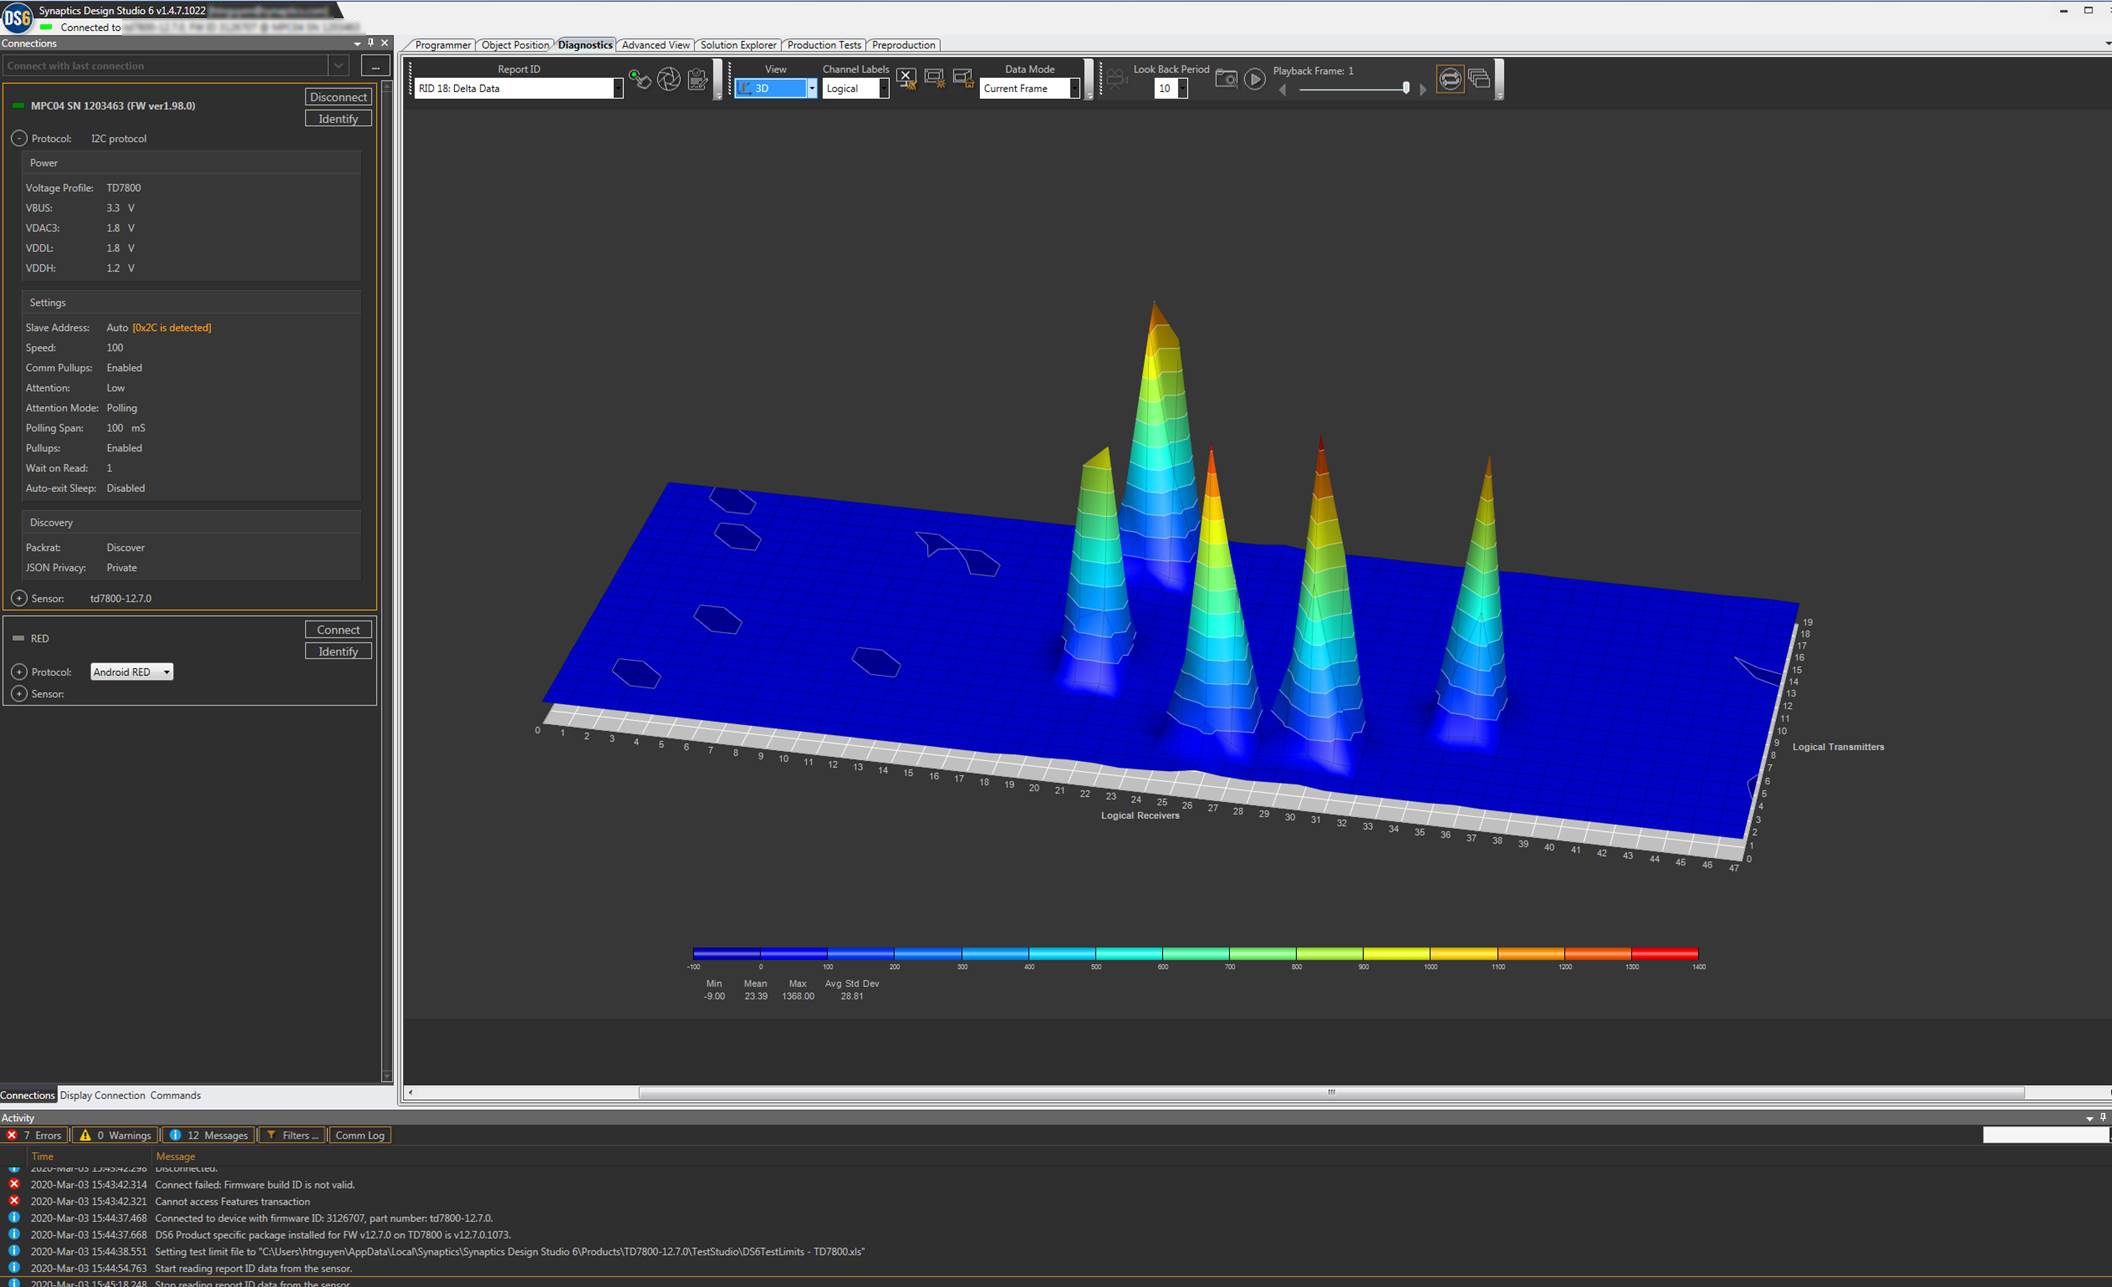 DS6 Synaptics Design Studio 6 v1.4.7.1022
Connected to
Connections
Connect with last connection ...
MPC04 SN 1203463 (FW ver1.98.0)
Disconnect
Identify
Protocol: I2C protocol
Power
Voltage Profile: TD7800
VBUS: 3.3 V
VDAC3: 1.8 V
VDDL: 1.8 V
VDDH: 1.2 V
Settings
Slave Address: Auto [0x2C is detected]
Speed: 100
Comm Pullups: Enabled
Attention: Low
Attention Mode: Polling
Polling Span: 100 mS
Pullups: Enabled
Wait on Read: 1
Auto-exit Sleep: Disabled
Discovery
Packrat: Discover
JSON Privacy: Private
Sensor: td7800-12.7.0
RED
Connect
Identify
Protocol: Android RED
Sensor:
Connections Display Connection Commands
Programmer Object Position Diagnostics Advanced View Solution Explorer Production Tests Preproduction
Report ID View Channel Labels Data Mode Look Back Period Playback Frame: 1
RID 18: Delta Data 3D Logical Current Frame 10
19
18
17
16
15
14
13
12
11
10
9
8
7
6
5
4
3
2
1
0
Logical Transmitters
0 1 2 3 4 5 6 7 8 9 10 11 12 13 14 15 16 17 18 19 20 21 22 23 24 25 26 27 28 29 30 31 32 33 34 35 36 37 38 39 40 41 42 43 44 45 46 47
Logical Receivers
-100 0 100 200 300 400 500 600 700 800 900 1000 1100 1200 1300 1400
Min Mean Max Avg Std Dev
-9.00 23.39 1368.00 28.81
Activity
7 Errors 0 Warnings 12 Messages Filters ... Comm Log
Time Message
2020-Mar-03 15:43:42.298 Disconnected.
2020-Mar-03 15:43:42.314 Connect failed: Firmware build ID is not valid.
2020-Mar-03 15:43:42.321 Cannot access Features transaction
2020-Mar-03 15:44:37.468 Connected to device with firmware ID: 3126707, part number: td7800-12.7.0.
2020-Mar-03 15:44:37.668 DS6 Product specific package installed for FW v12.7.0 on TD7800 is v12.7.0.1073.
2020-Mar-03 15:44:38.551 Setting test limit file to "C:\Users\htnguyen\AppData\Local\Synaptics\Synaptics Design Studio 6\Products\TD7800-12.7.0\TestStudio\DS6TestLimits - TD7800.xls"
2020-Mar-03 15:44:54.763 Start reading report ID data from the sensor.
2020-Mar-03 15:45:18.248 Stop reading report ID data from the sensor.